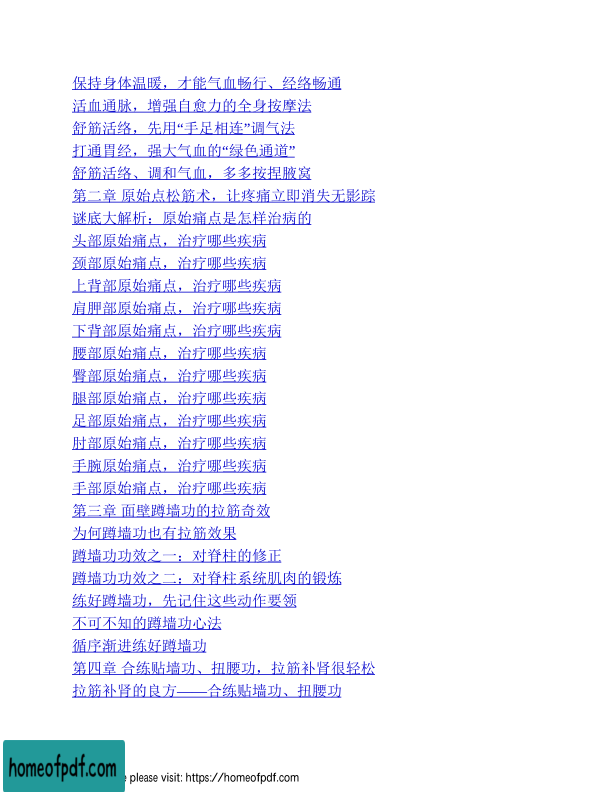 保持身体温暖，才能气血畅行、经络畅通
活血通脉，增强自愈力的全身按摩法
舒筋活络，先用“手足相连”调气法
打通胃经，强大气血的“绿色通道”
舒筋活络、调和气血，多多按捏腋窝
第二章 原始点松筋术，让疼痛立即消失无影踪
谜底大解析：原始痛点是怎样治病的
头部原始痛点，治疗哪些疾病
颈部原始痛点，治疗哪些疾病
上背部原始痛点，治疗哪些疾病
肩胛部原始痛点，治疗哪些疾病
下背部原始痛点，治疗哪些疾病
腰部原始痛点，治疗哪些疾病
臀部原始痛点，治疗哪些疾病
腿部原始痛点，治疗哪些疾病
足部原始痛点，治疗哪些疾病
肘部原始痛点，治疗哪些疾病
手腕原始痛点，治疗哪些疾病
手部原始痛点，治疗哪些疾病
第三章 面壁蹲墙功的拉筋奇效
为何蹲墙功也有拉筋效果
蹲墙功功效之一：对脊柱的修正
蹲墙功功效之二：对脊柱系统肌肉的锻炼
练好蹲墙功，先记住这些动作要领
不可不知的蹲墙功心法
循序渐进练好蹲墙功
第四章 合练贴墙功、扭腰功，拉筋补肾很轻松
拉筋补肾的良方——合练贴墙功、扭腰功
homeofpdf.com
e please visit: https://homeofpdf.com